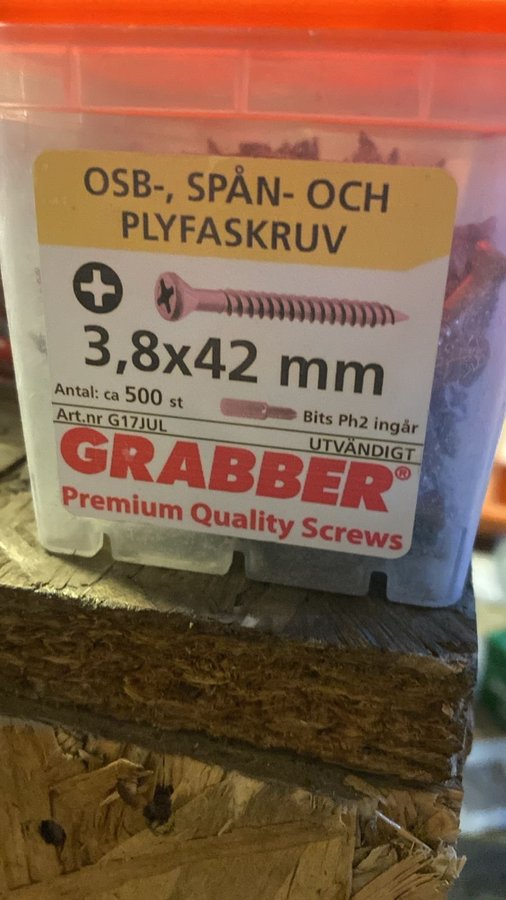 OSB-, SPÅN- OCH
PLYFASKRUV
3,8x42 mm
Antal: ca 500 st
Bits Ph2 ingår
Art.nr G17JUL
UTVÄNDIGT
GRABBER®
Premium Quality Screws